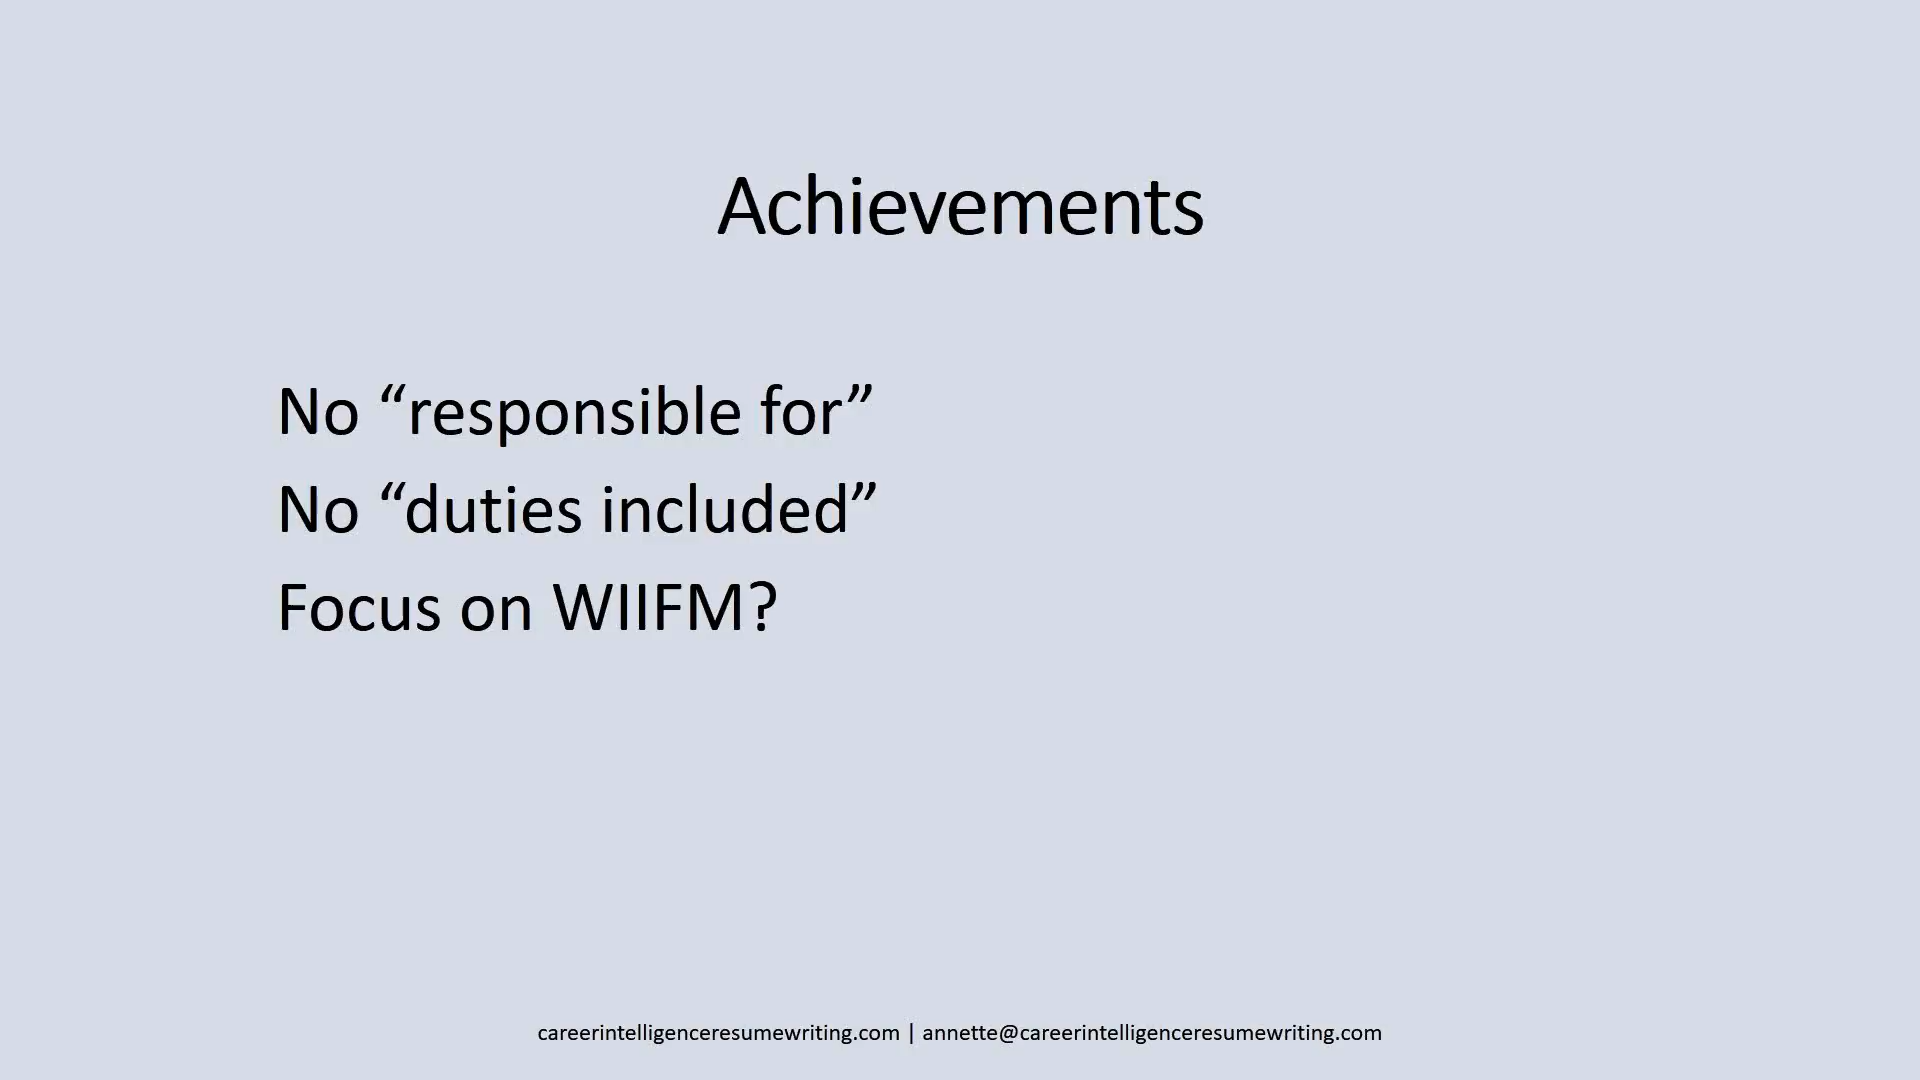 Achievements
No “responsible for”
No “duties included”
Focus on WIIFM?
careerintelligenceresumewriting.com | annette@careerintelligenceresumewriting.com